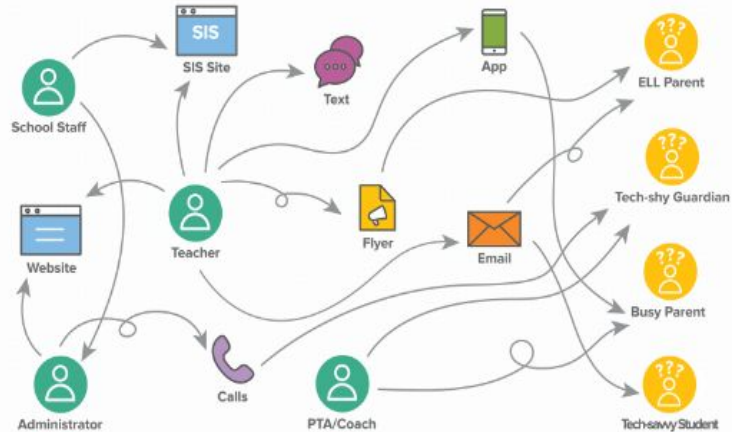 SIS
SIS Site
Text
App
???
ELL Parent
School Staff
???
Tech-shy Guardian
Website
Teacher
Flyer
Email
???
Busy Parent
Administrator
Calls
PTA/Coach
???
Tech-savvy Student